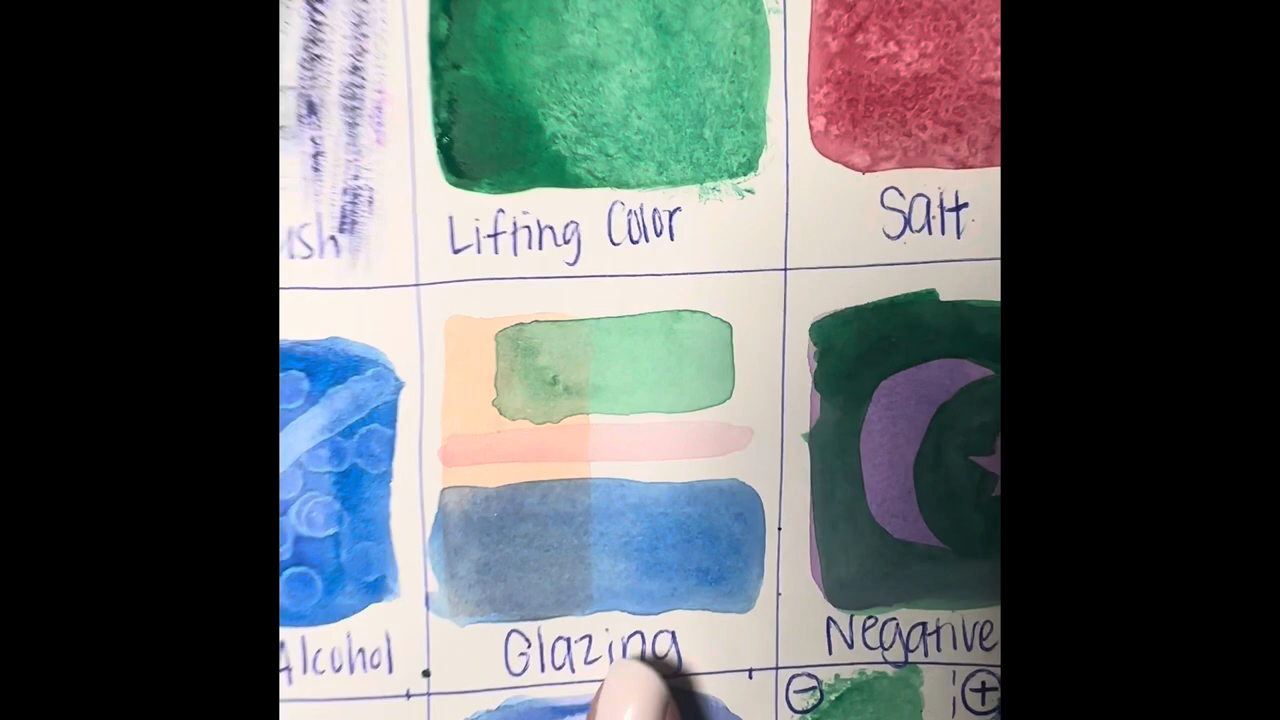 Lifting Color
Salt
Alcohol
Glazing
Negative
- +